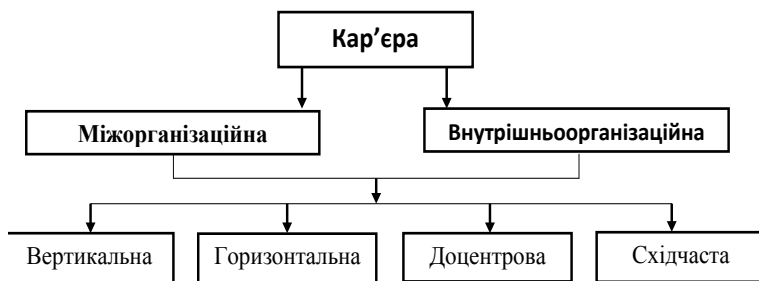 Кар’єра
Міжорганізаційна
Внутрішньоорганізаційна
Вертикальна
Горизонтальна
Доцентрова
Східчаста